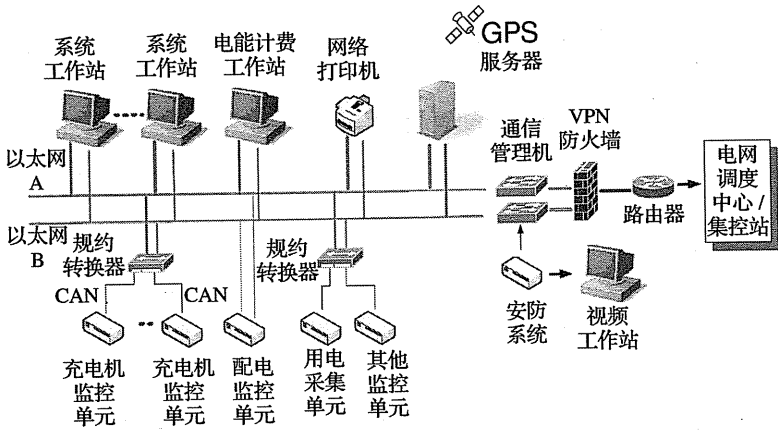 系统
工作站
系统
工作站
电能计费
工作站
网络
打印机
GPS
服务器
以太网
A
以太网
B
通信
管理机
VPN
防火墙
路由器
电网
调度
中心/
集控站
规约
转换器
规约
转换器
CAN
CAN
安防
系统
视频
工作站
充电机
监控
单元
充电机
监控
单元
配电
监控
单元
用电
采集
单元
其他
监控
单元